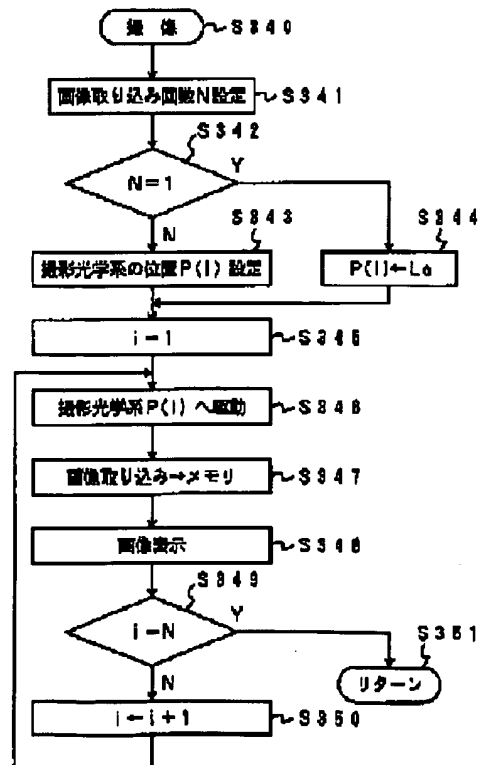 撮 像
S340
画像取り込み回数N設定
S341
S342
Y
N=1
N
S343
S344
撮影光学系の位置P(I) 設定
P(I)←La
i=1
S345
撮影光学系P(I) へ駆動
S346
画像取り込み→メモリ
S347
画像表示
S348
S349
Y
i=N
S351
リターン
N
i←i+1
S350